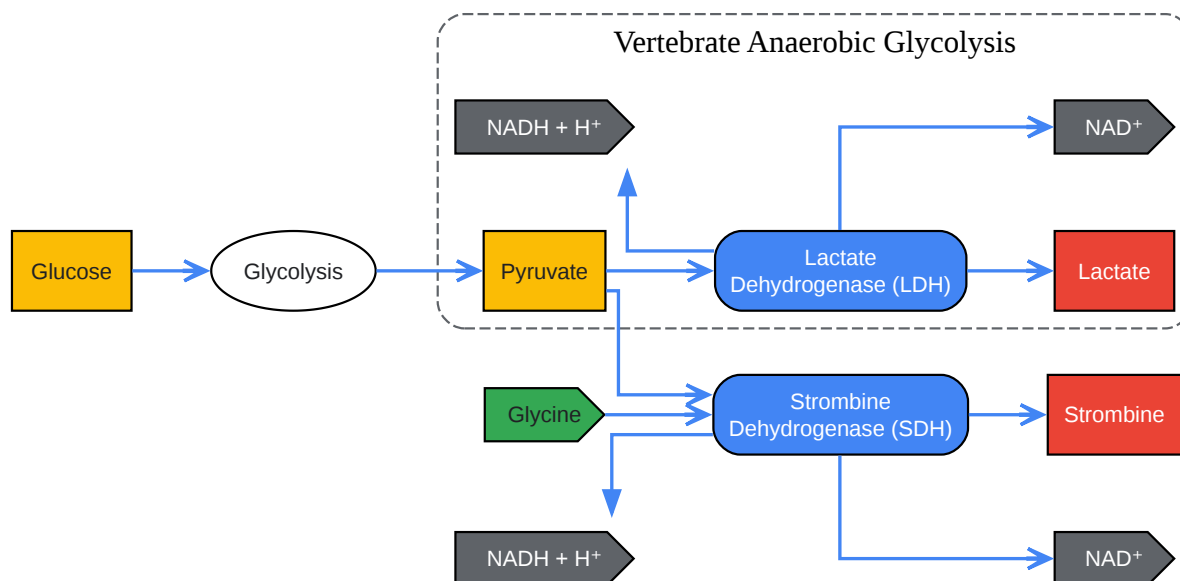 Vertebrate Anaerobic Glycolysis
NADH + H⁺
NAD⁺
Glucose
Glycolysis
Pyruvate
Lactate
Dehydrogenase (LDH)
Lactate
Glycine
Strombine
Dehydrogenase (SDH)
Strombine
NADH + H⁺
NAD⁺